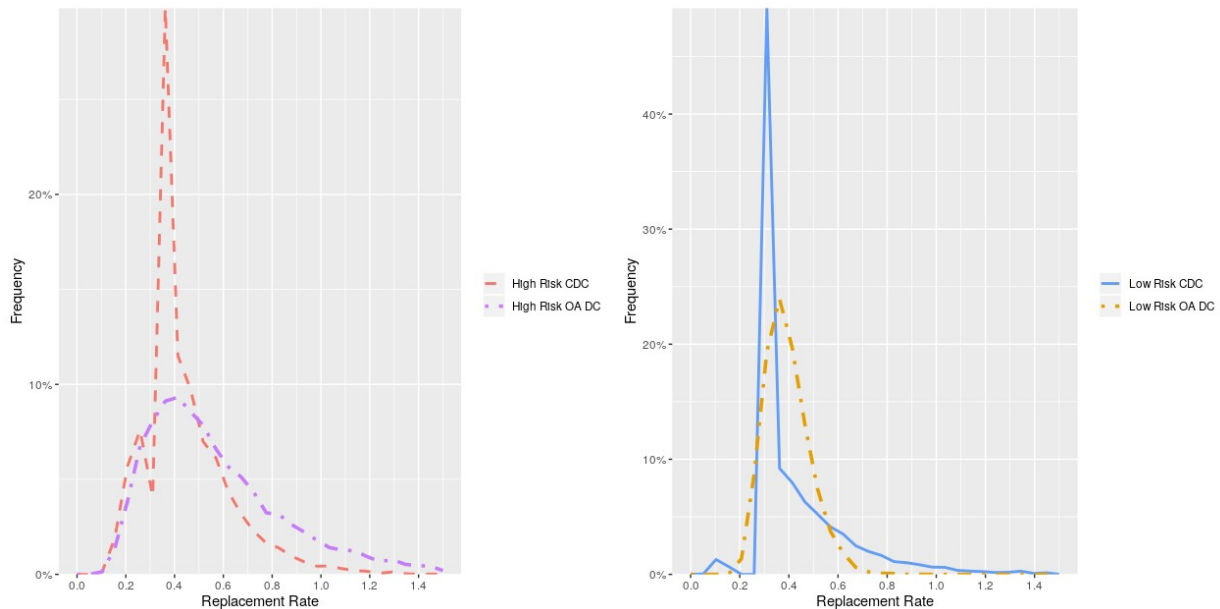 Frequency
20%
10%
0%
0.0 0.2 0.4 0.6 0.8 1.0 1.2 1.4
Replacement Rate
High Risk CDC
High Risk OA DC
Frequency
40%
30%
20%
10%
0%
0.0 0.2 0.4 0.6 0.8 1.0 1.2 1.4
Replacement Rate
Low Risk CDC
Low Risk OA DC